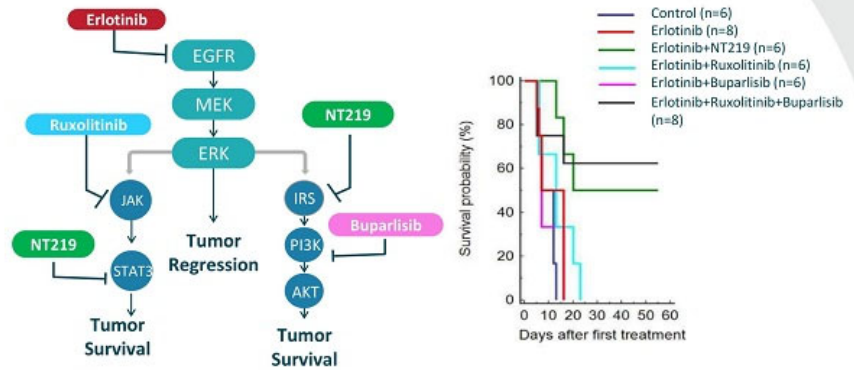 Erlotinib
EGFR
MEK
Ruxolitinib
NT219
ERK
JAK
IRS
NT219
Tumor
Regression
PI3K
Buparlisib
STAT3
AKT
Tumor
Survival
Tumor
Survival
Control (n=6)
Erlotinib (n=8)
Erlotinib+NT219 (n=6)
Erlotinib+Ruxolitinib (n=6)
Erlotinib+Buparlisib (n=6)
Erlotinib+Ruxolitinib+Buparlisib
(n=8)
Survival probability (%)
100
80
60
40
20
0
0 10 20 30 40 50 60
Days after first treatment